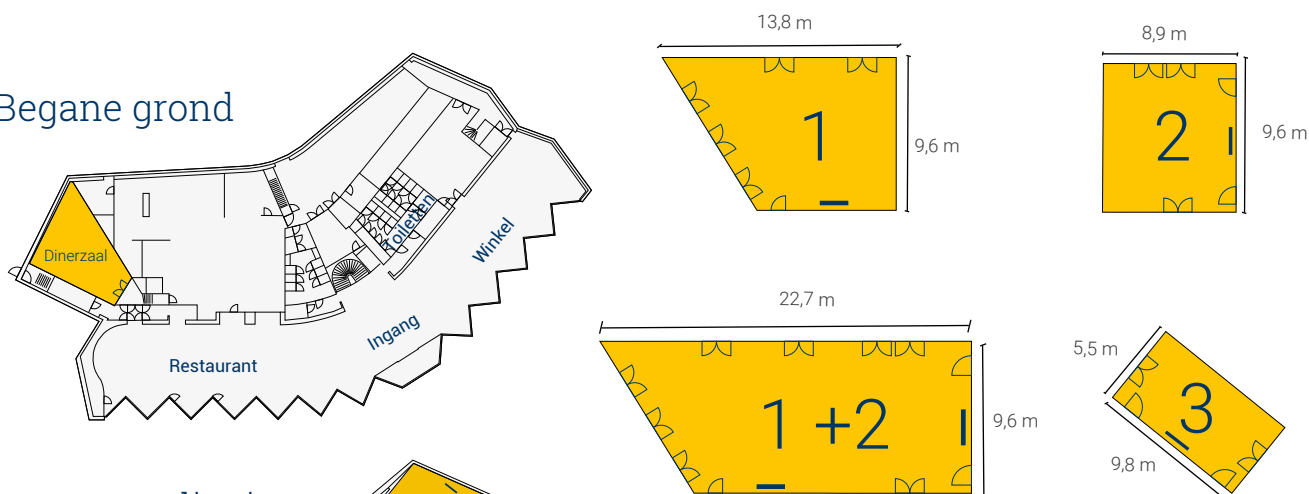 Begane grond
Dinerzaal
Toiletten
Winkel
Ingang
Restaurant
13,8 m
1
9,6 m
8,9 m
2
9,6 m
22,7 m
1 +2
9,6 m
5,5 m
3
9,8 m